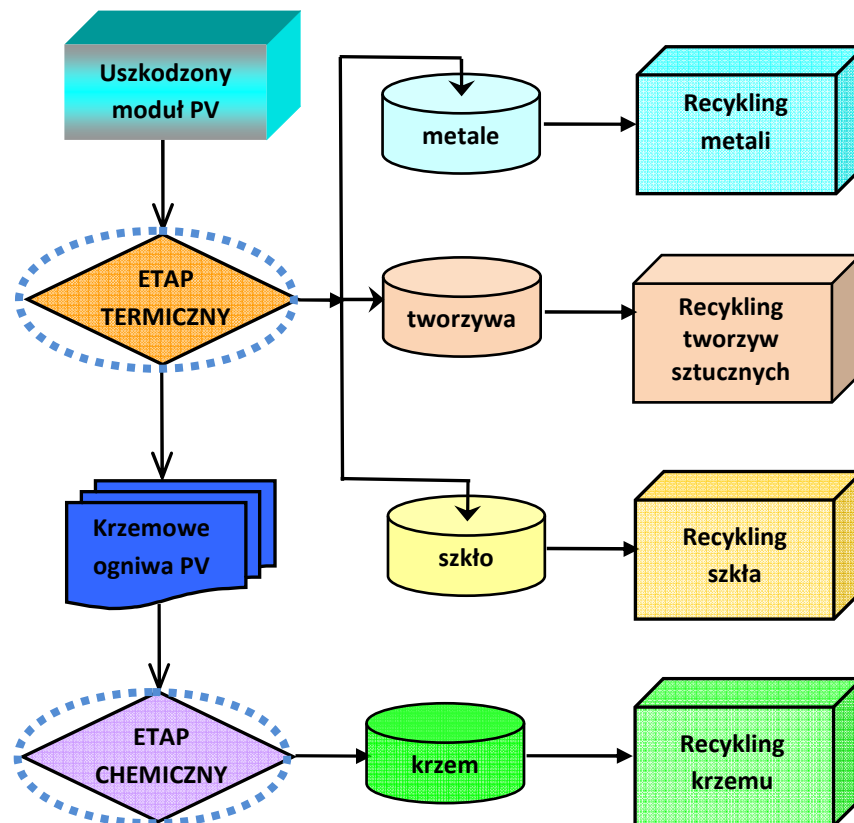 Uszkodzony
moduł PV
metale
Recykling
metali
ETAP
TERMICZNY
tworzywa
Recykling
tworzyw
sztucznych
Krzemowe
ogniwa PV
szkło
Recykling
szkła
ETAP
CHEMICZNY
krzem
Recykling
krzemu